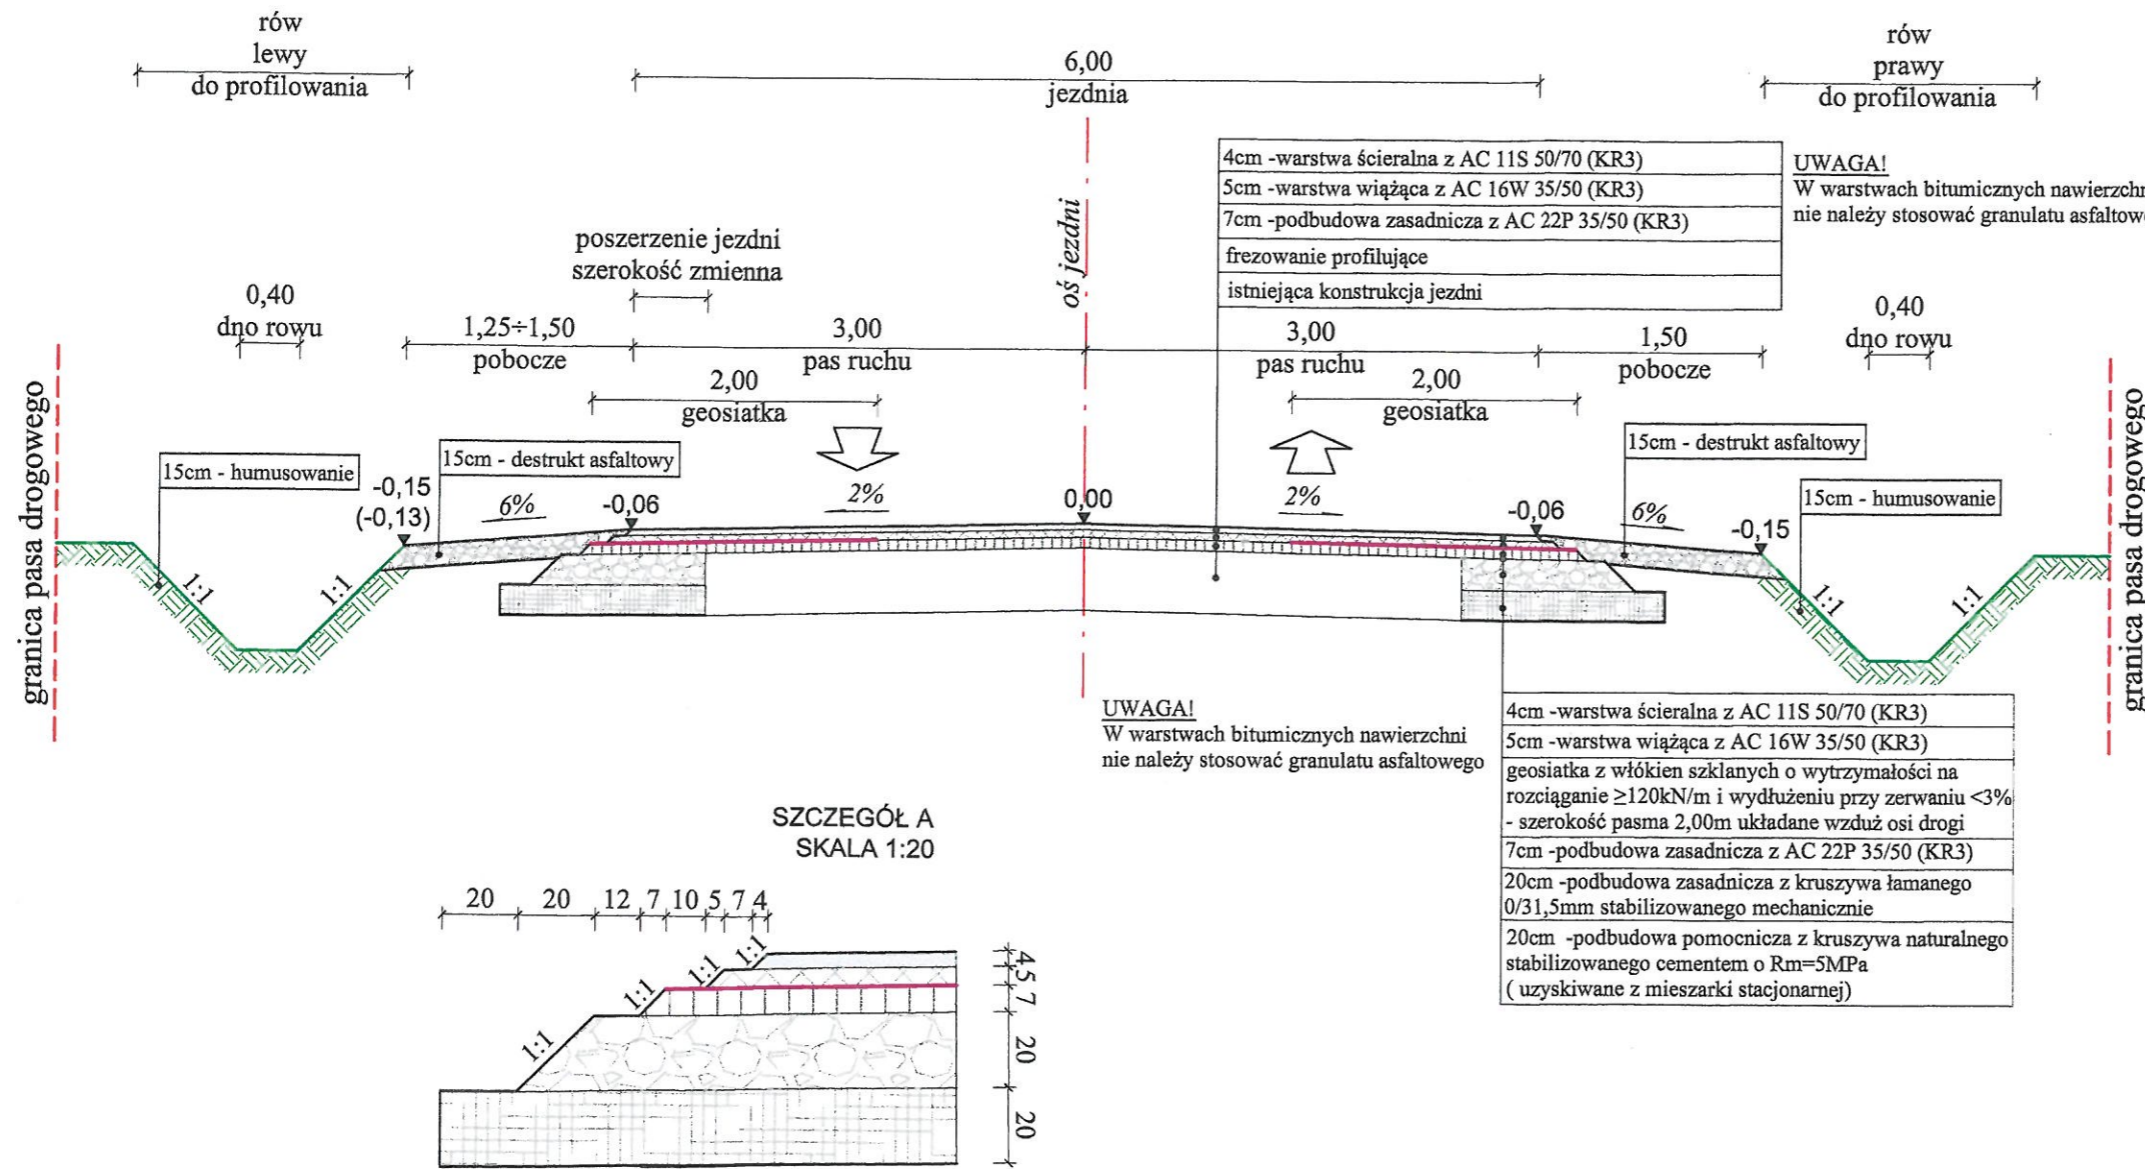 rów
lewy
do profilowania
6,00
jezdnia
rów
prawy
do profilowania
4cm -warstwa ścieralna z AC 11S 50/70 (KR3)
5cm -warstwa wiążąca z AC 16W 35/50 (KR3)
7cm -podbudowa zasadnicza z AC 22P 35/50 (KR3)
frezowanie profilujące
istniejąca konstrukcja jezdni
UWAGA!
W warstwach bitumicznych nawierzchn
nie należy stosować granulatu asfaltow
oś jezdni
poszerzenie jezdni
szerokość zmienna
0,40
dno rowu
1,25÷1,50
pobocze
3,00
pas ruchu
3,00
pas ruchu
1,50
pobocze
0,40
dno rowu
2,00
geosiatka
2,00
geosiatka
granica pasa drogowego
granica pasa drogowego
15cm - humusowanie
15cm - destrukt asfaltowy
15cm - destrukt asfaltowy
15cm - humusowanie
-0,15
(-0,13)
6%
-0,06
2%
0,00
2%
-0,06
6%
-0,15
1:1
1:1
1:1
1:1
UWAGA!
W warstwach bitumicznych nawierzchni
nie należy stosować granulatu asfaltowego
4cm -warstwa ścieralna z AC 11S 50/70 (KR3)
5cm -warstwa wiążąca z AC 16W 35/50 (KR3)
geosiatka z włókien szklanych o wytrzymałości na
rozciąganie ≥120kN/m i wydłużeniu przy zerwaniu <3%
- szerokość pasma 2,00m układane wzduż osi drogi
7cm -podbudowa zasadnicza z AC 22P 35/50 (KR3)
20cm -podbudowa zasadnicza z kruszywa łamanego
0/31,5mm stabilizowanego mechanicznie
20cm -podbudowa pomocnicza z kruszywa naturalnego
stabilizowanego cementem o Rm=5MPa
( uzyskiwane z mieszarki stacjonarnej)
SZCZEGÓŁ A
SKALA 1:20
20 20 12 7 10 5 7 4
1:1
1:1
1:1
1:1
4
5
7
20
20